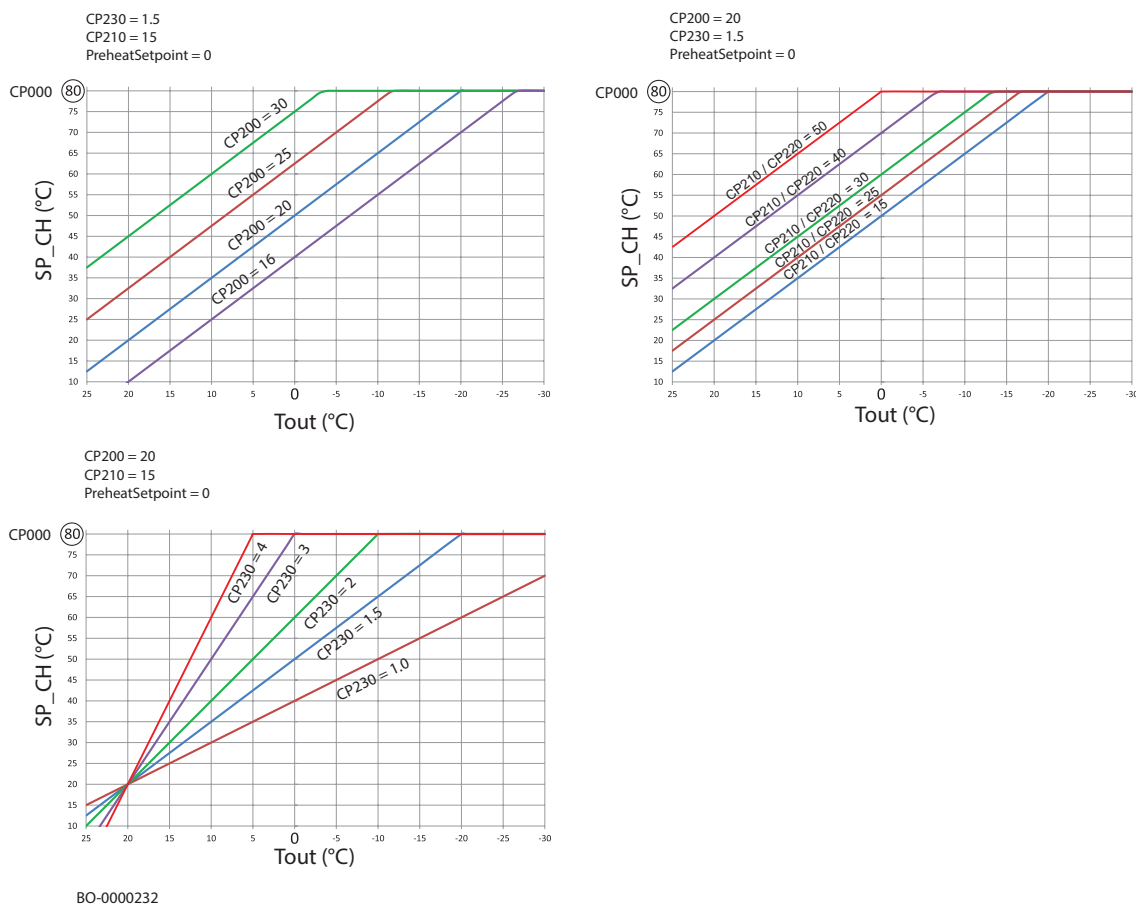 CP230 = 1.5
CP210 = 15
PreheatSetpoint = 0
CP000 80
75
70
65
60
55
50
45
40
35
30
25
20
15
10
SP_CH (°C)
CP200 = 30
CP200 = 25
CP200 = 20
CP200 = 16
25 20 15 10 5 0 -5 -10 -15 -20 -25 -30
Tout (°C)
CP200 = 20
CP230 = 1.5
PreheatSetpoint = 0
CP000 80
75
70
65
60
55
50
45
40
35
30
25
20
15
10
SP_CH (°C)
CP210 / CP220 = 50
CP210 / CP220 = 40
CP210 / CP220 = 30
CP210 / CP220 = 25
CP210 / CP220 = 15
25 20 15 10 5 0 -5 -10 -15 -20 -25 -30
Tout (°C)
CP200 = 20
CP210 = 15
PreheatSetpoint = 0
CP000 80
75
70
65
60
55
50
45
40
35
30
25
20
15
10
SP_CH (°C)
CP230 = 4
CP230 = 3
CP230 = 2
CP230 = 1.5
CP230 = 1.0
25 20 15 10 5 0 -5 -10 -15 -20 -25 -30
Tout (°C)
BO-0000232